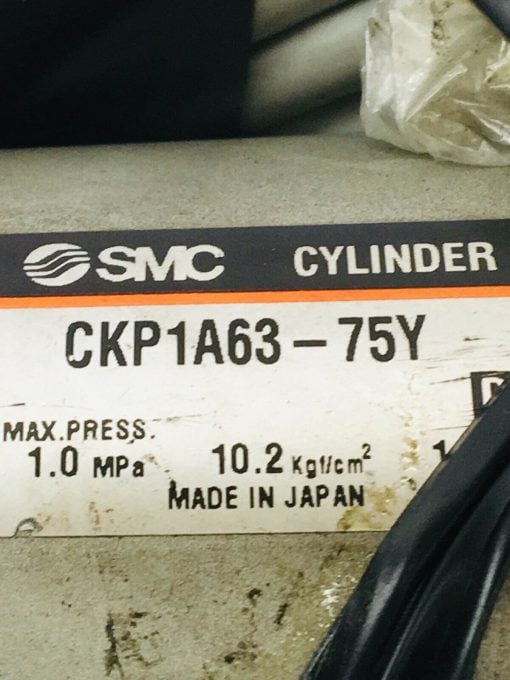 SMC CYLINDER
CKP1A63-75Y
MAX.PRESS.
1.0 MPa 10.2 Kgf/cm²
MADE IN JAPAN